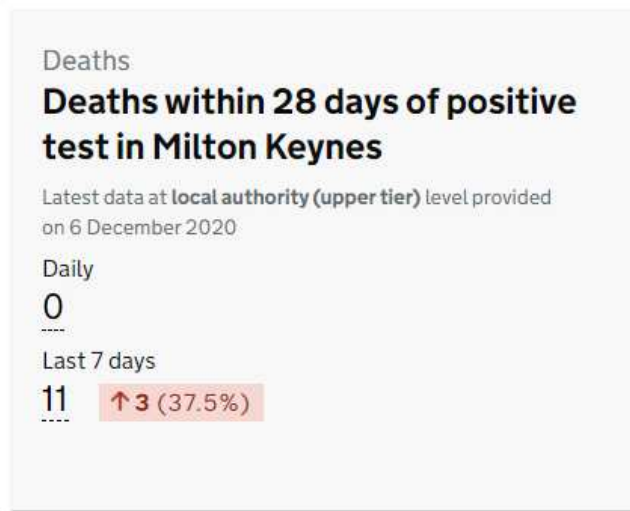 Deaths
Deaths within 28 days of positive
test in Milton Keynes
Latest data at local authority (upper tier) level provided
on 6 December 2020
Daily
0
Last 7 days
11 ↑3 (37.5%)